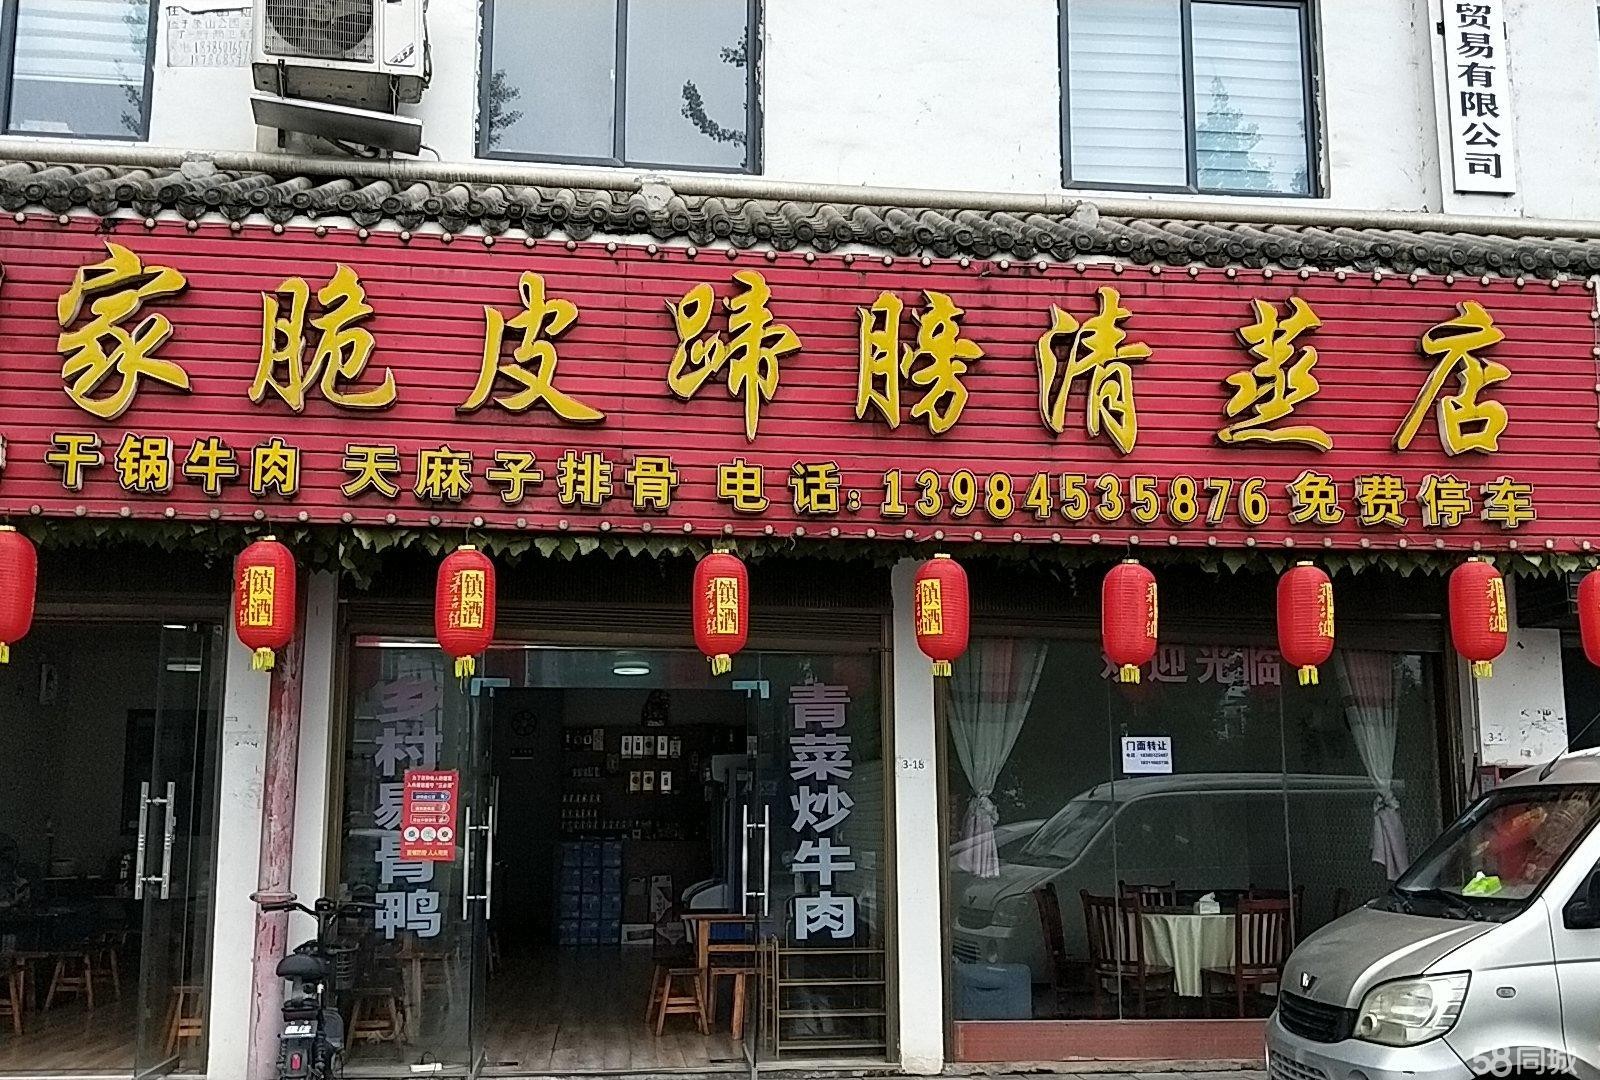 贸易有限公司
家脆皮蹄膀清蒸店
干锅牛肉 天麻子排骨 电话:13984535876 免费停车
镇酒
镇酒
镇酒
镇酒
欢迎光临
乡村易骨鸭
青菜炒牛肉
门面转让
3-18
3-1
58同城